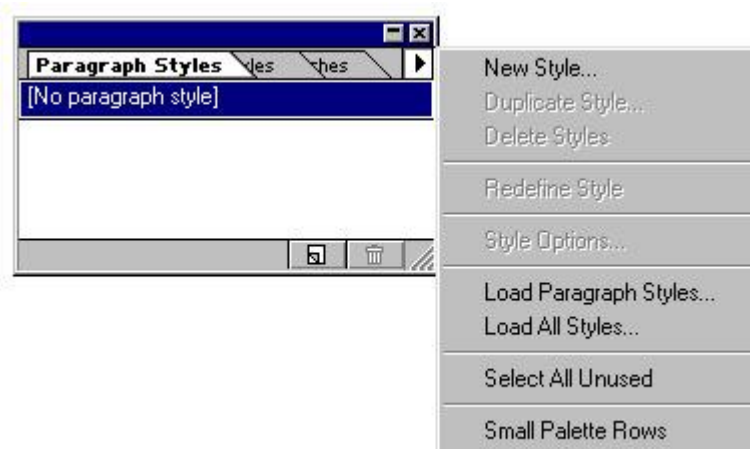 Paragraph Styles
[No paragraph style]
New Style...
Duplicate Style...
Delete Styles
Redefine Style
Style Options...
Load Paragraph Styles...
Load All Styles...
Select All Unused
Small Palette Rows